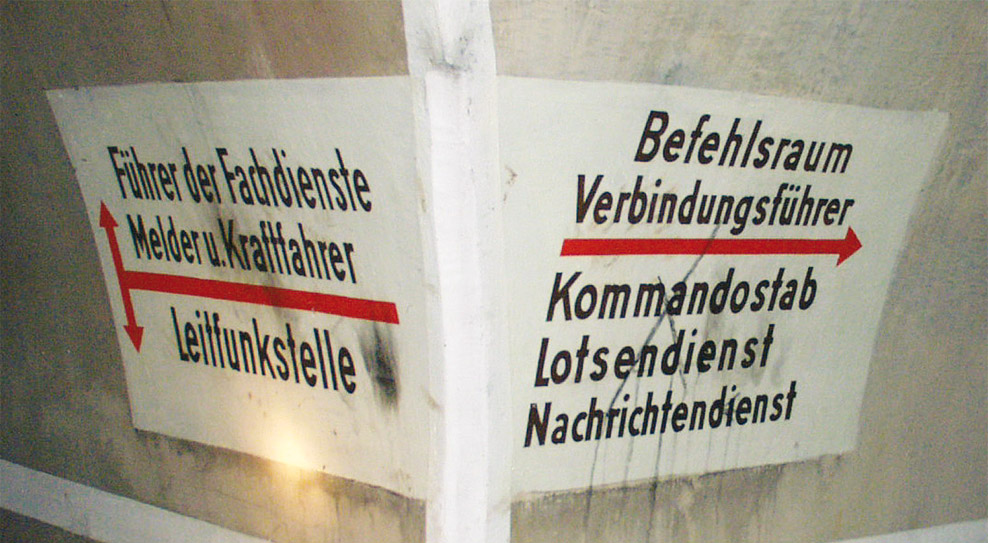 Führer der Fachdienste
Melder u. Kraftfahrer
Leitfunkstelle
Befehlsraum
Verbindungsführer
Kommandostab
Lotsendienst
Nachrichtendienst